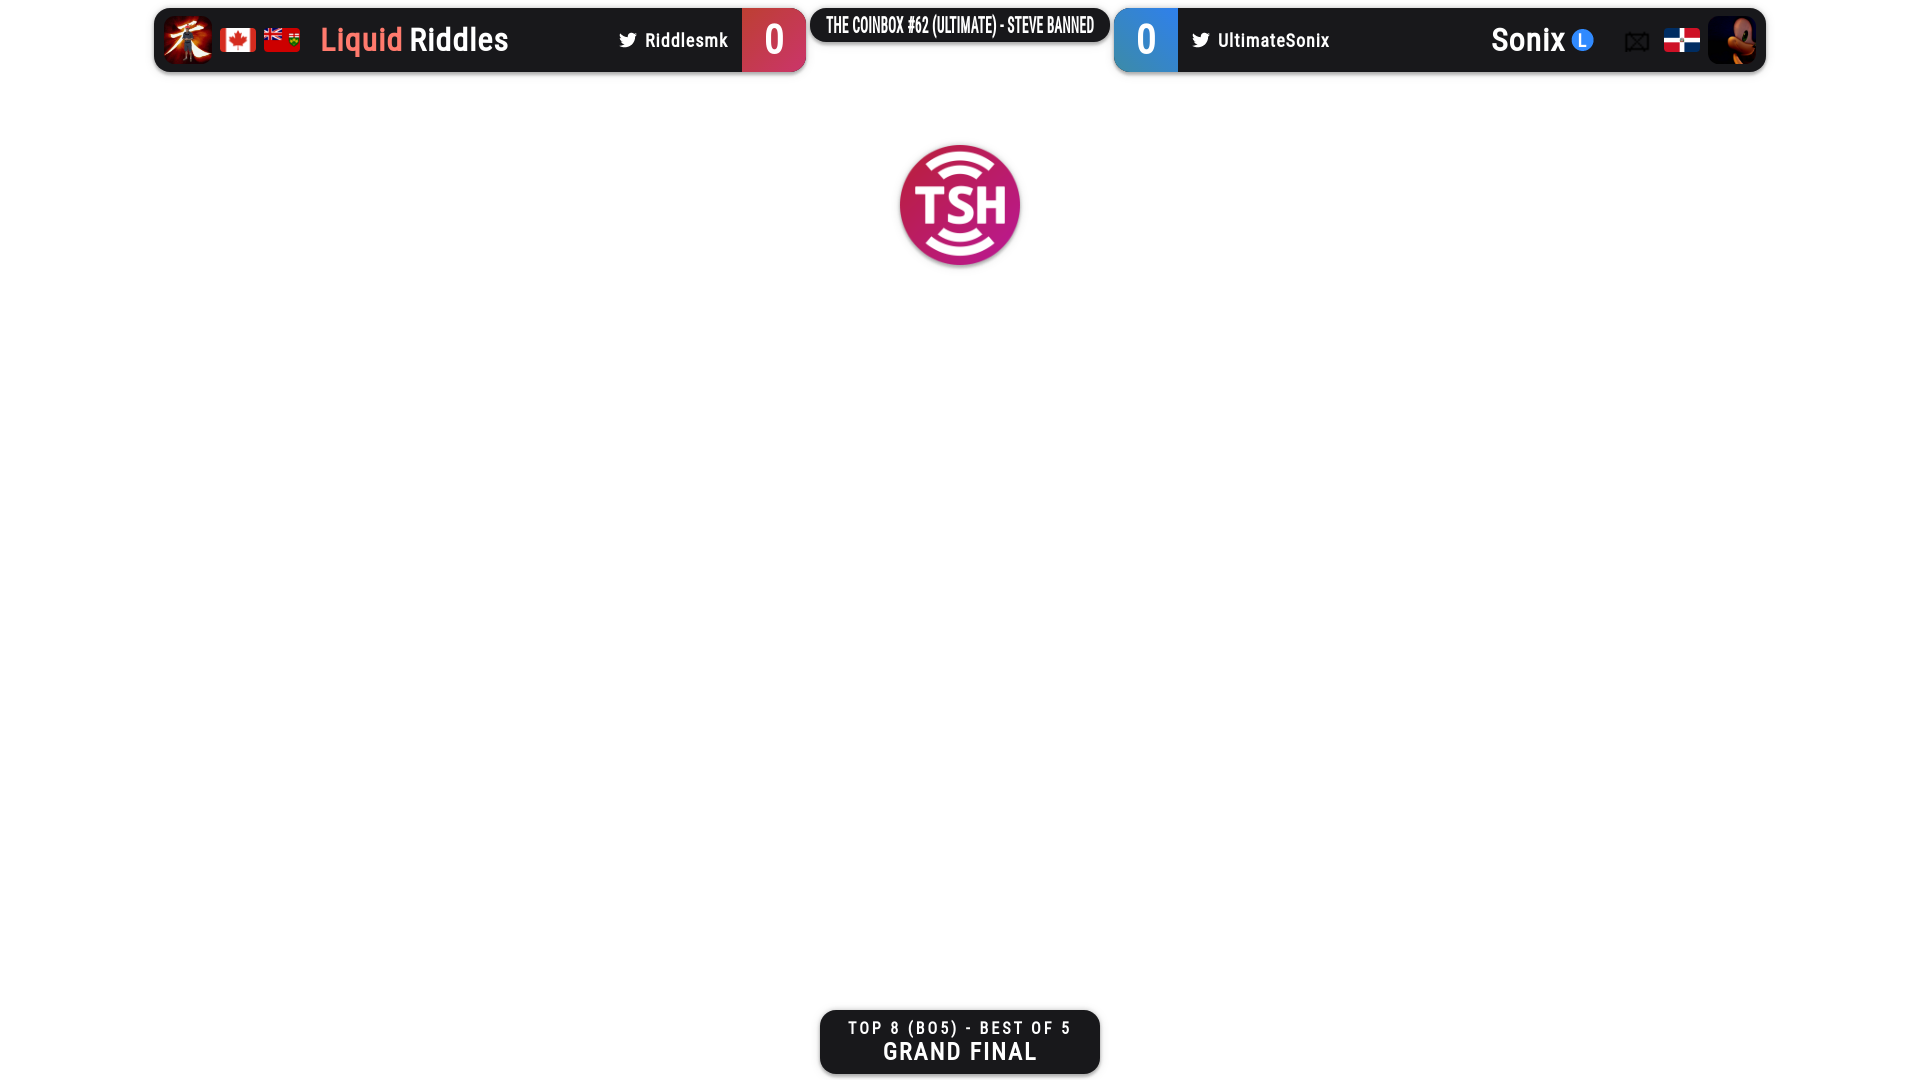 Liquid Riddles
Riddlesmk
0
THE COINBOX #62 (ULTIMATE) - STEVE BANNED
0
UltimateSonix
Sonix L
TSH
TOP 8 (BO5) - BEST OF 5
GRAND FINAL